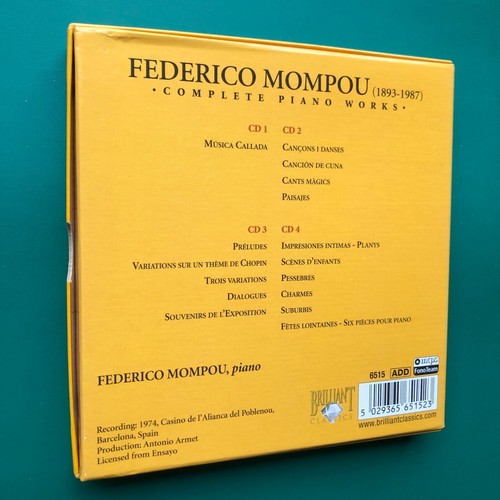 FEDERICO MOMPOU (1893-1987)
• COMPLETE PIANO WORKS •
CD 1
MÚSICA CALLADA
CD 2
CANÇONS I DANSES
CANCIÓN DE CUNA
CANTS MÀGICS
PAISAJES
CD 3
PRÉLUDES
VARIATIONS SUR UN THÈME DE CHOPIN
TROIS VARIATIONS
DIALOGUES
SOUVENIRS DE L'EXPOSITION
CD 4
IMPRESIONES INTIMAS - PLANYS
SCÈNES D'ENFANTS
PESSEBRES
CHARMES
SUBURBIS
FÊTES LOINTAINES - SIX PIÈCES POUR PIANO
FEDERICO MOMPOU, piano
Recording: 1974, Casino de l'Alianca del Poblenou,
Barcelona, Spain
Production: Antonio Armet
Licensed from Ensayo
BRILLIANT
CLASSICS
6515 ADD
FonoTeam
5 029365 651523
www.brilliantclassics.com